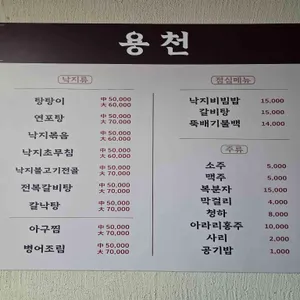 용천
낙지류
탕탕이 中 50,000
大 60,000
연포탕 中 50,000
大 70,000
낙지볶음 中 50,000
大 60,000
낙지초무침 中 50,000
大 60,000
낙지불고기전골 中 50,000
大 70,000
전복갈비탕 中 50,000
大 70,000
갈낙탕 中 50,000
大 70,000
아구찜 中 50,000
大 70,000
병어조림 中 50,000
大 70,000
점심메뉴
낙지비빔밥 15,000
갈비탕 15,000
뚝배기불백 14,000
주류
소주 5,000
맥주 5,000
복분자 15,000
막걸리 4,000
청하 8,000
아라리홍주 10,000
사리 2,000
공기밥 1,000